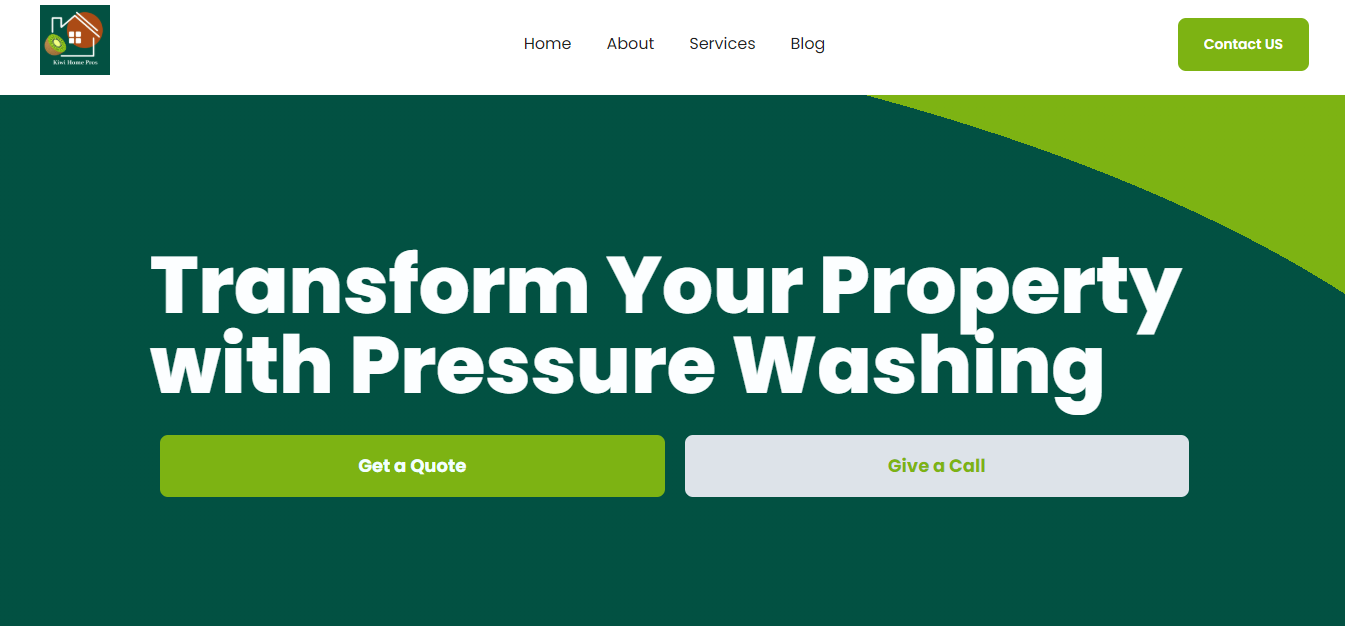 Kiwi Home Pros
Home
About
Services
Blog
Contact US
Transform Your Property
with Pressure Washing
Get a Quote
Give a Call